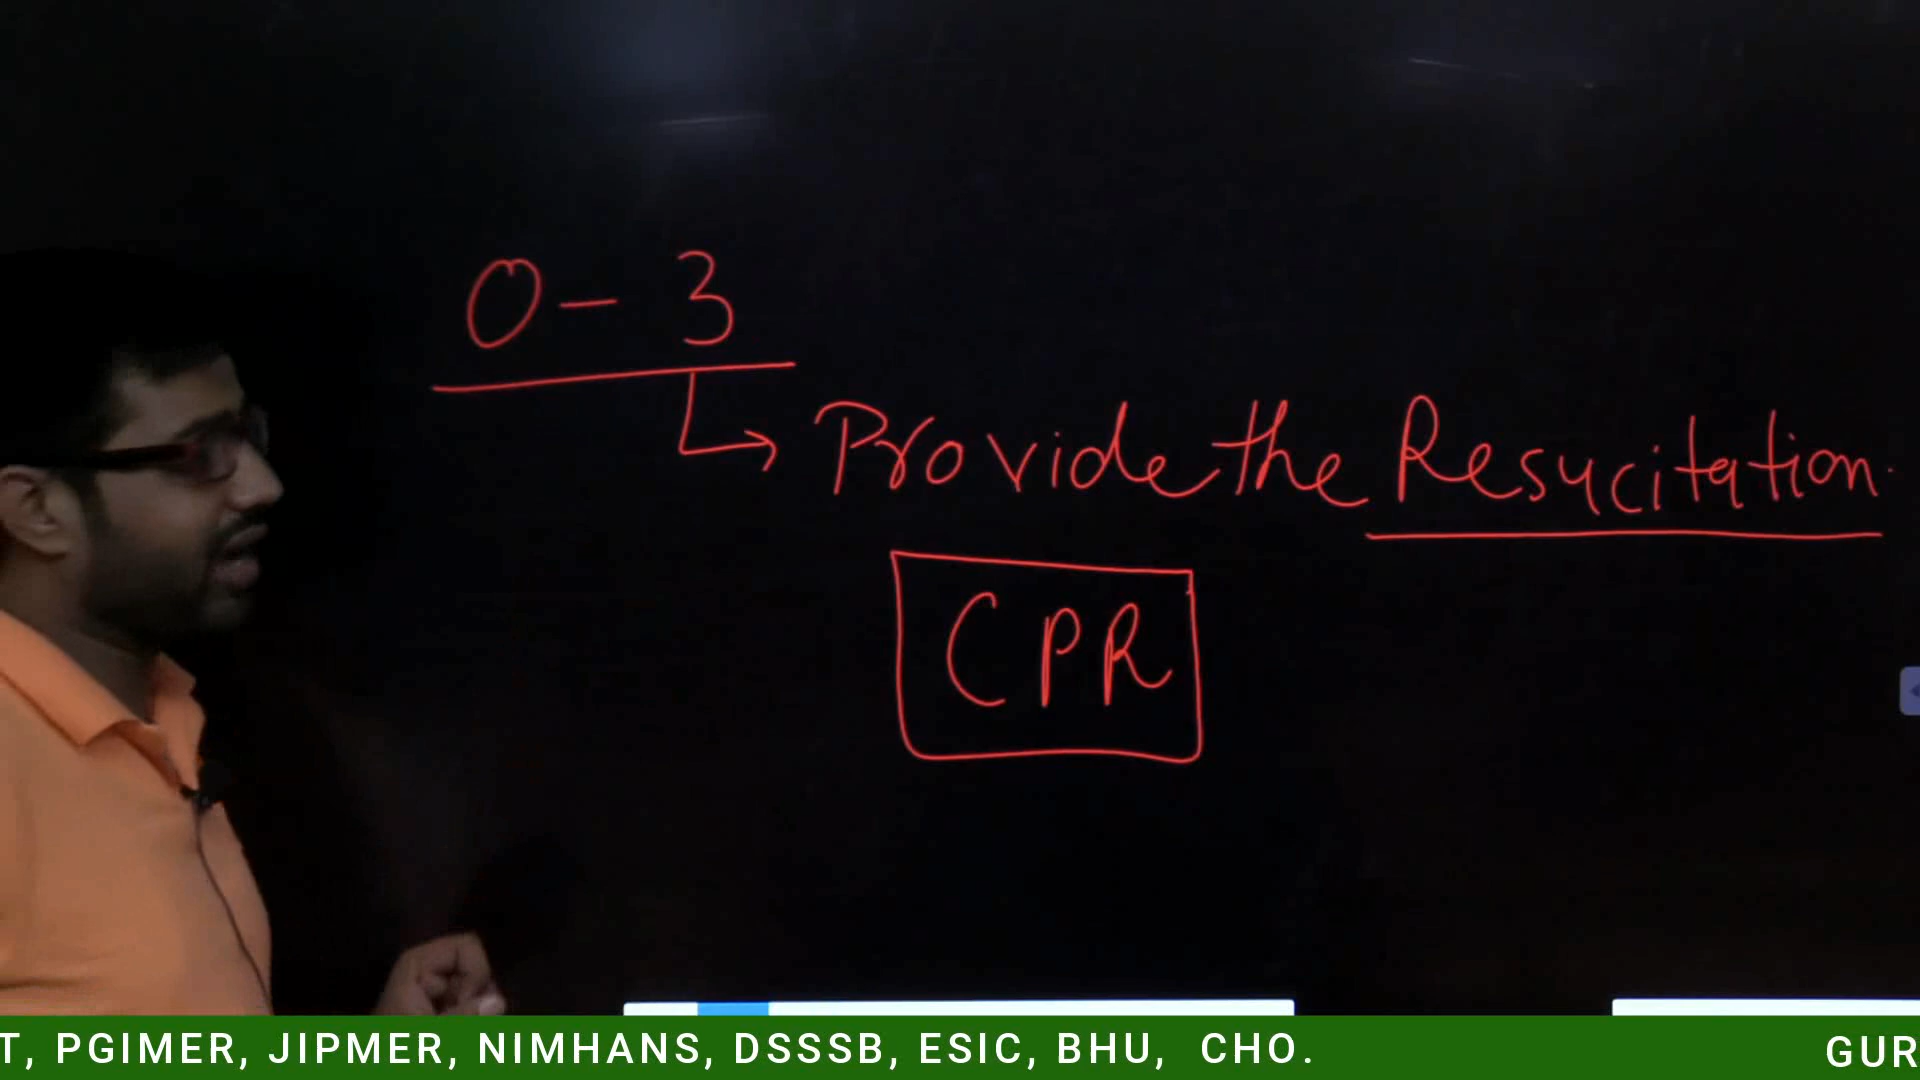 0 - 3
Provide the Resucitation.
CPR
T, PGIMER, JIPMER, NIMHANS, DSSSB, ESIC, BHU, CHO.
GUR